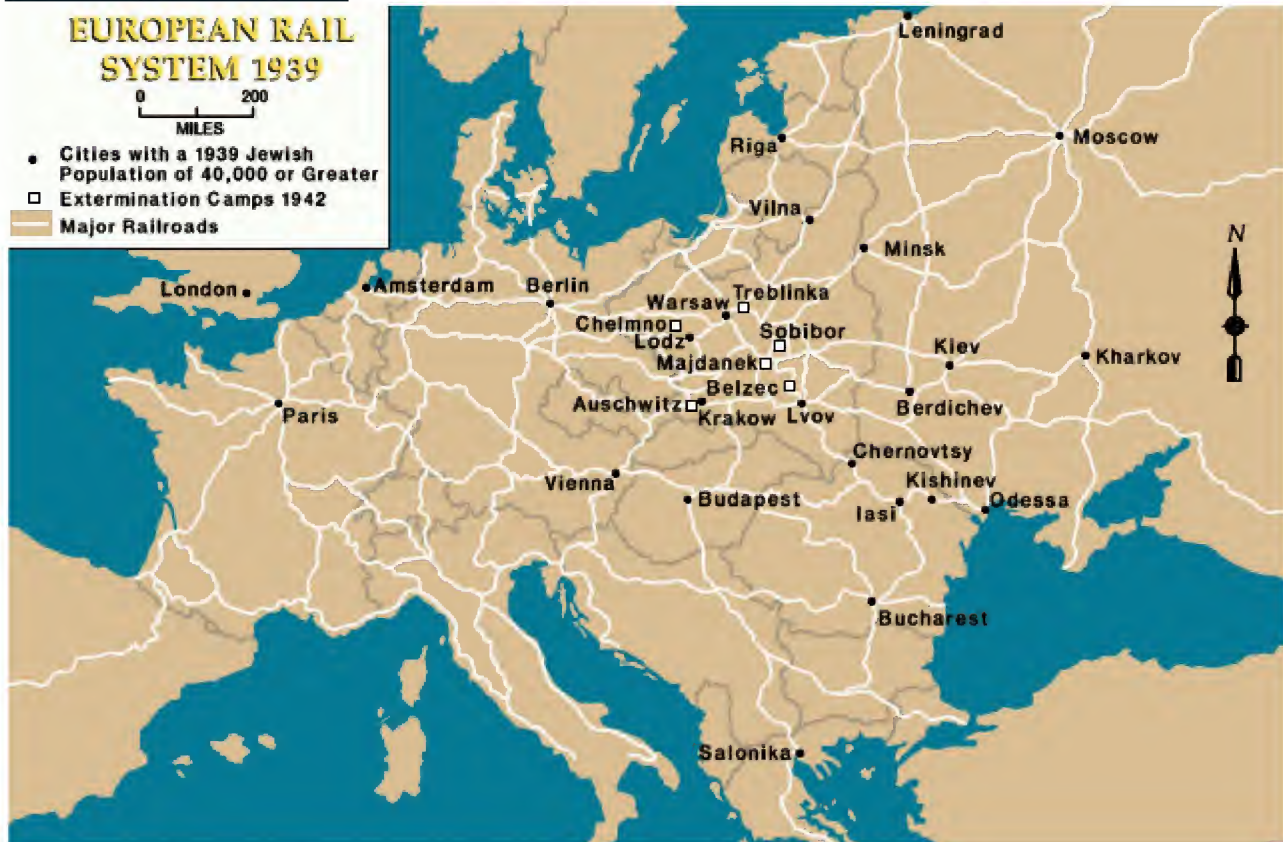 EUROPEAN RAIL
SYSTEM 1939
0 200
MILES
Cities with a 1939 Jewish
Population of 40,000 or Greater
Extermination Camps 1942
Major Railroads
Leningrad
Moscow
Riga
Vilna
Minsk
N
London
Amsterdam
Berlin
Warsaw
Treblinka
Chelmno
Lodz
Sobibor
Majdanek
Kiev
Kharkov
Belzec
Auschwitz
Krakow
Lvov
Berdichev
Paris
Chernovtsy
Vienna
Kishinev
Budapest
Iasi
Odessa
Bucharest
Salonika